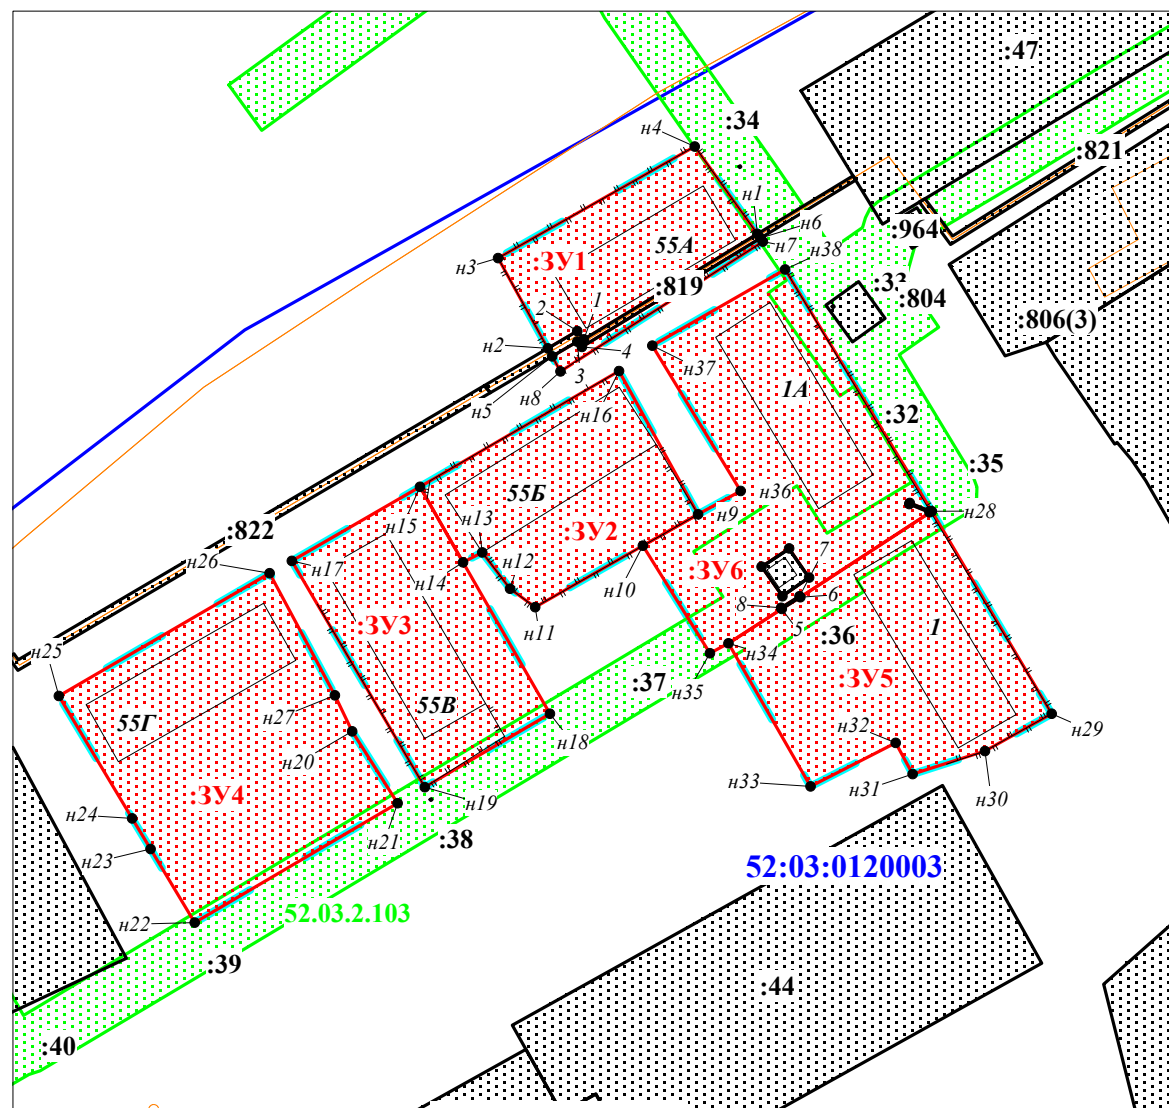 :47
:34
н4
:821
н1
н6
:964
н7
55А
н38
н3
:ЗУ1
:33
:819
:804
2
1
:806(3)
н2
4
н37
3
н5
н8
1А
н16
:32
55Б
:35
н15
н13
н36
н28
:822
н9
:ЗУ2
н26
н17
н12
7
н14
:ЗУ6
н10
8
6
н11
5
:ЗУ3
:36
1
н25
н34
:37
:ЗУ5
н35
н27
55В
55Г
н18
н32
н29
н20
н30
:ЗУ4
н33
н31
н19
н24
:38
н21
н23
52:03:0120003
52.03.2.103
н22
:39
:44
:40